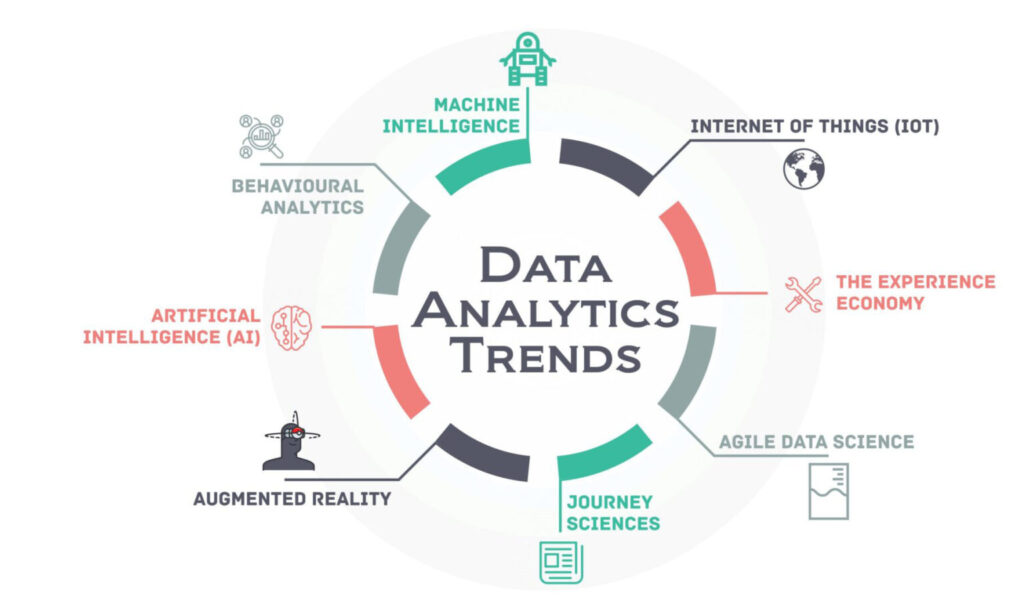 MACHINE
INTELLIGENCE
INTERNET OF THINGS (IOT)
BEHAVIOURAL
ANALYTICS
DATA
ANALYTICS
TRENDS
THE EXPERIENCE
ECONOMY
ARTIFICIAL
INTELLIGENCE (AI)
AGILE DATA SCIENCE
AUGMENTED REALITY
JOURNEY
SCIENCES